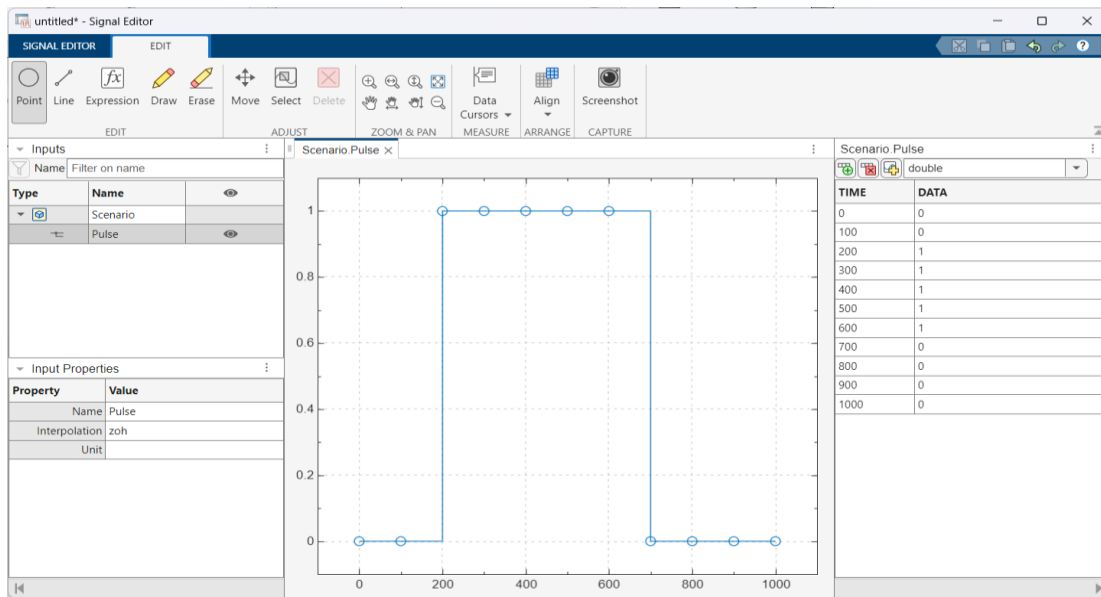 untitled* - Signal Editor
SIGNAL EDITOR EDIT
Point Line Expression Draw Erase Move Select Delete Data Cursors Align Screenshot
EDIT ADJUST ZOOM & PAN MEASURE ARRANGE CAPTURE
Inputs
Name Filter on name
Type Name
Scenario
Pulse
Input Properties
Property Value
Name Pulse
Interpolation zoh
Unit
Scenario.Pulse
1
0.8
0.6
0.4
0.2
0
0 200 400 600 800 1000
Scenario.Pulse
double
TIME DATA
0 0
100 0
200 1
300 1
400 1
500 1
600 1
700 0
800 0
900 0
1000 0